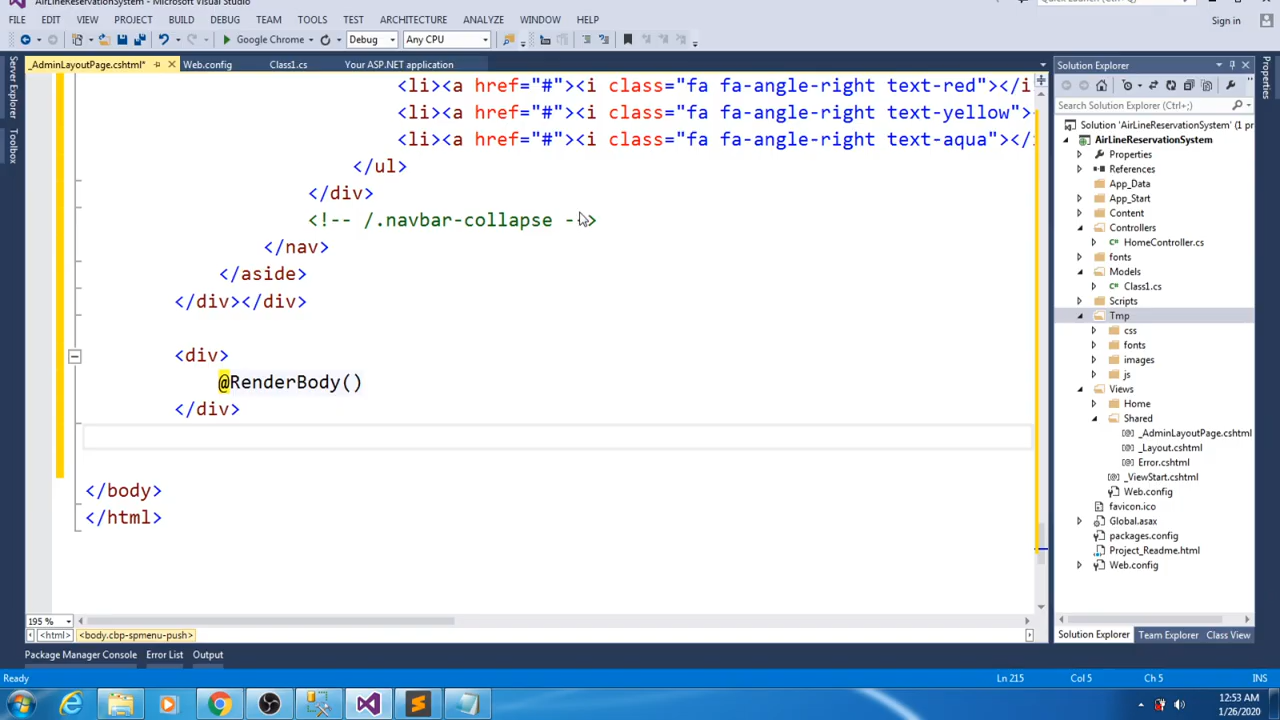 AirLineReservationSystem - Microsoft Visual Studio
FILE EDIT VIEW PROJECT BUILD DEBUG TEAM TOOLS TEST ARCHITECTURE ANALYZE WINDOW HELP Sign in
Google Chrome Debug Any CPU
_AdminLayoutPage.cshtml* Web.config Class1.cs Your ASP.NET application
Server Explorer
Toolbox
<li><a href="#"><i class="fa fa-angle-right text-red"></i
<li><a href="#"><i class="fa fa-angle-right text-yellow">
<li><a href="#"><i class="fa fa-angle-right text-aqua"></
</ul>
</div>
<!-- /.navbar-collapse -->
</nav>
</aside>
</div></div>
<div>
@RenderBody()
</div>
</body>
</html>
195 %
<html> <body.cbp-spmenu-push>
Solution Explorer
Search Solution Explorer (Ctrl+;)
Solution 'AirLineReservationSystem' (1 pr
AirLineReservationSystem
Properties
References
App_Data
App_Start
Content
Controllers
HomeController.cs
fonts
Models
Class1.cs
Scripts
Tmp
css
fonts
images
js
Views
Home
Shared
_AdminLayoutPage.cshtml
_Layout.cshtml
Error.cshtml
_ViewStart.cshtml
Web.config
favicon.ico
Global.asax
packages.config
Project_Readme.html
Web.config
Solution Explorer Team Explorer Class View
Package Manager Console Error List Output
Ready Ln 215 Col 5 Ch 5 INS
12:53 AM
1/26/2020